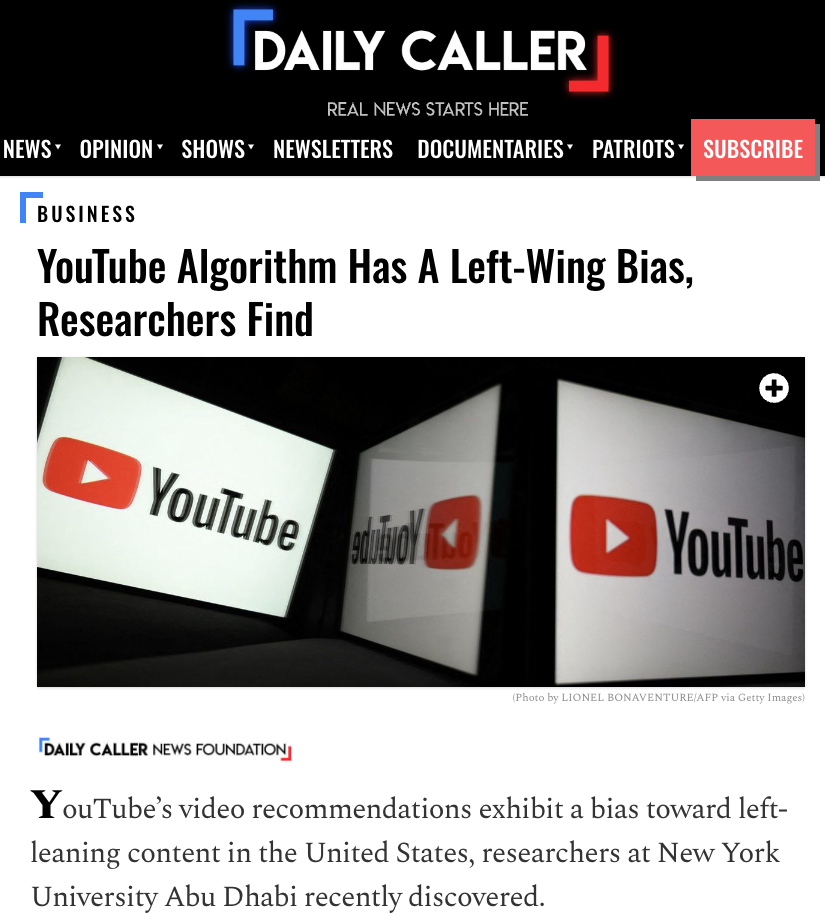 DAILY CALLER
REAL NEWS STARTS HERE
NEWS OPINION SHOWS NEWSLETTERS DOCUMENTARIES PATRIOTS SUBSCRIBE
BUSINESS
YouTube Algorithm Has A Left-Wing Bias,
Researchers Find
YouTube YouTube YouTube
(Photo by LIONEL BONAVENTURE/AFP via Getty Images)
DAILY CALLER NEWS FOUNDATION
YouTube’s video recommendations exhibit a bias toward left-
leaning content in the United States, researchers at New York
University Abu Dhabi recently discovered.